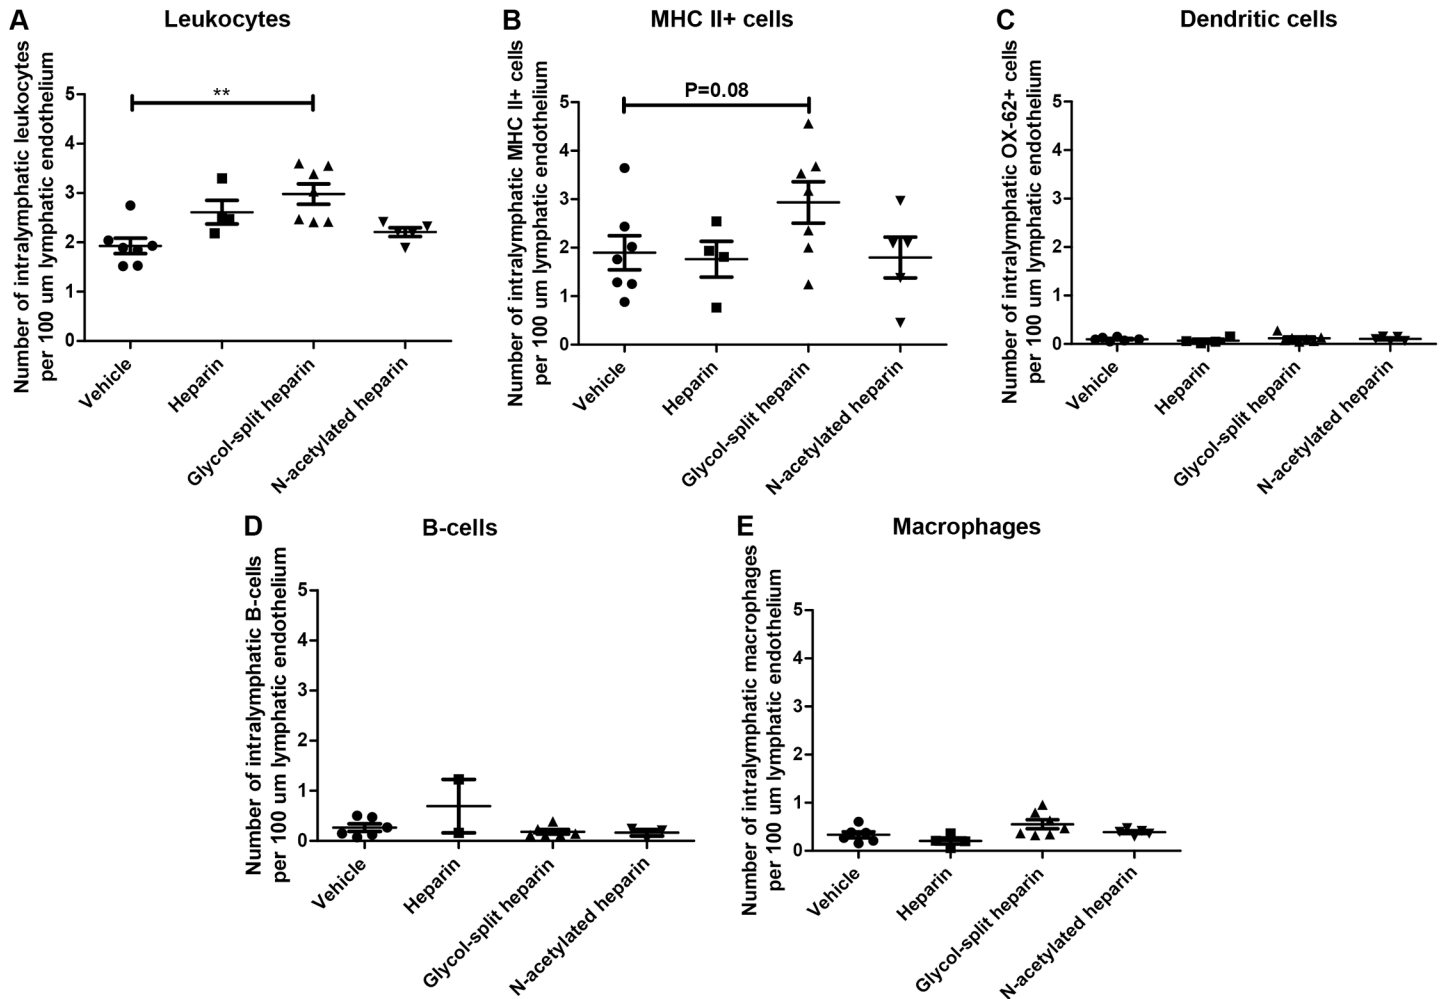 A
Leukocytes
Number of intralymphatic leukocytes
per 100 um lymphatic endothelium
5
4
3
2
1
0
**
Vehicle
Heparin
Glycol-split heparin
N-acetylated heparin
B
MHC II+ cells
Number of intralymphatic MHC II+ cells
per 100 um lymphatic endothelium
5
4
3
2
1
0
P=0.08
Vehicle
Heparin
Glycol-split heparin
N-acetylated heparin
C
Dendritic cells
Number of intralymphatic OX-62+ cells
per 100 um lymphatic endothelium
5
4
3
2
1
0
Vehicle
Heparin
Glycol-split heparin
N-acetylated heparin
D
B-cells
Number of intralymphatic B-cells
per 100 um lymphatic endothelium
5
4
3
2
1
0
Vehicle
Heparin
Glycol-split heparin
N-acetylated heparin
E
Macrophages
Number of intralymphatic macrophages
per 100 um lymphatic endothelium
5
4
3
2
1
0
Vehicle
Heparin
Glycol-split heparin
N-acetylated heparin